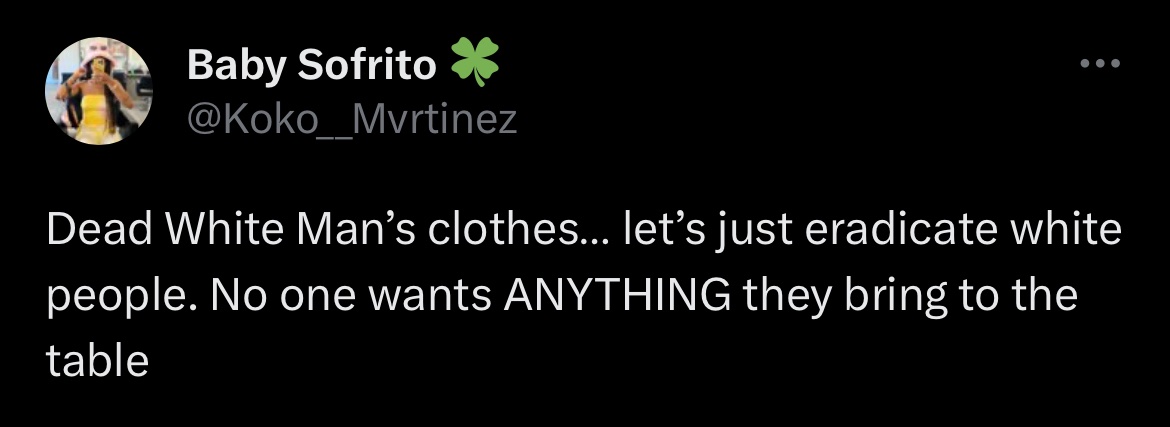 Baby Sofrito 🍀
@Koko__Mvrtinez
Dead White Man’s clothes... let’s just eradicate white
people. No one wants ANYTHING they bring to the
table